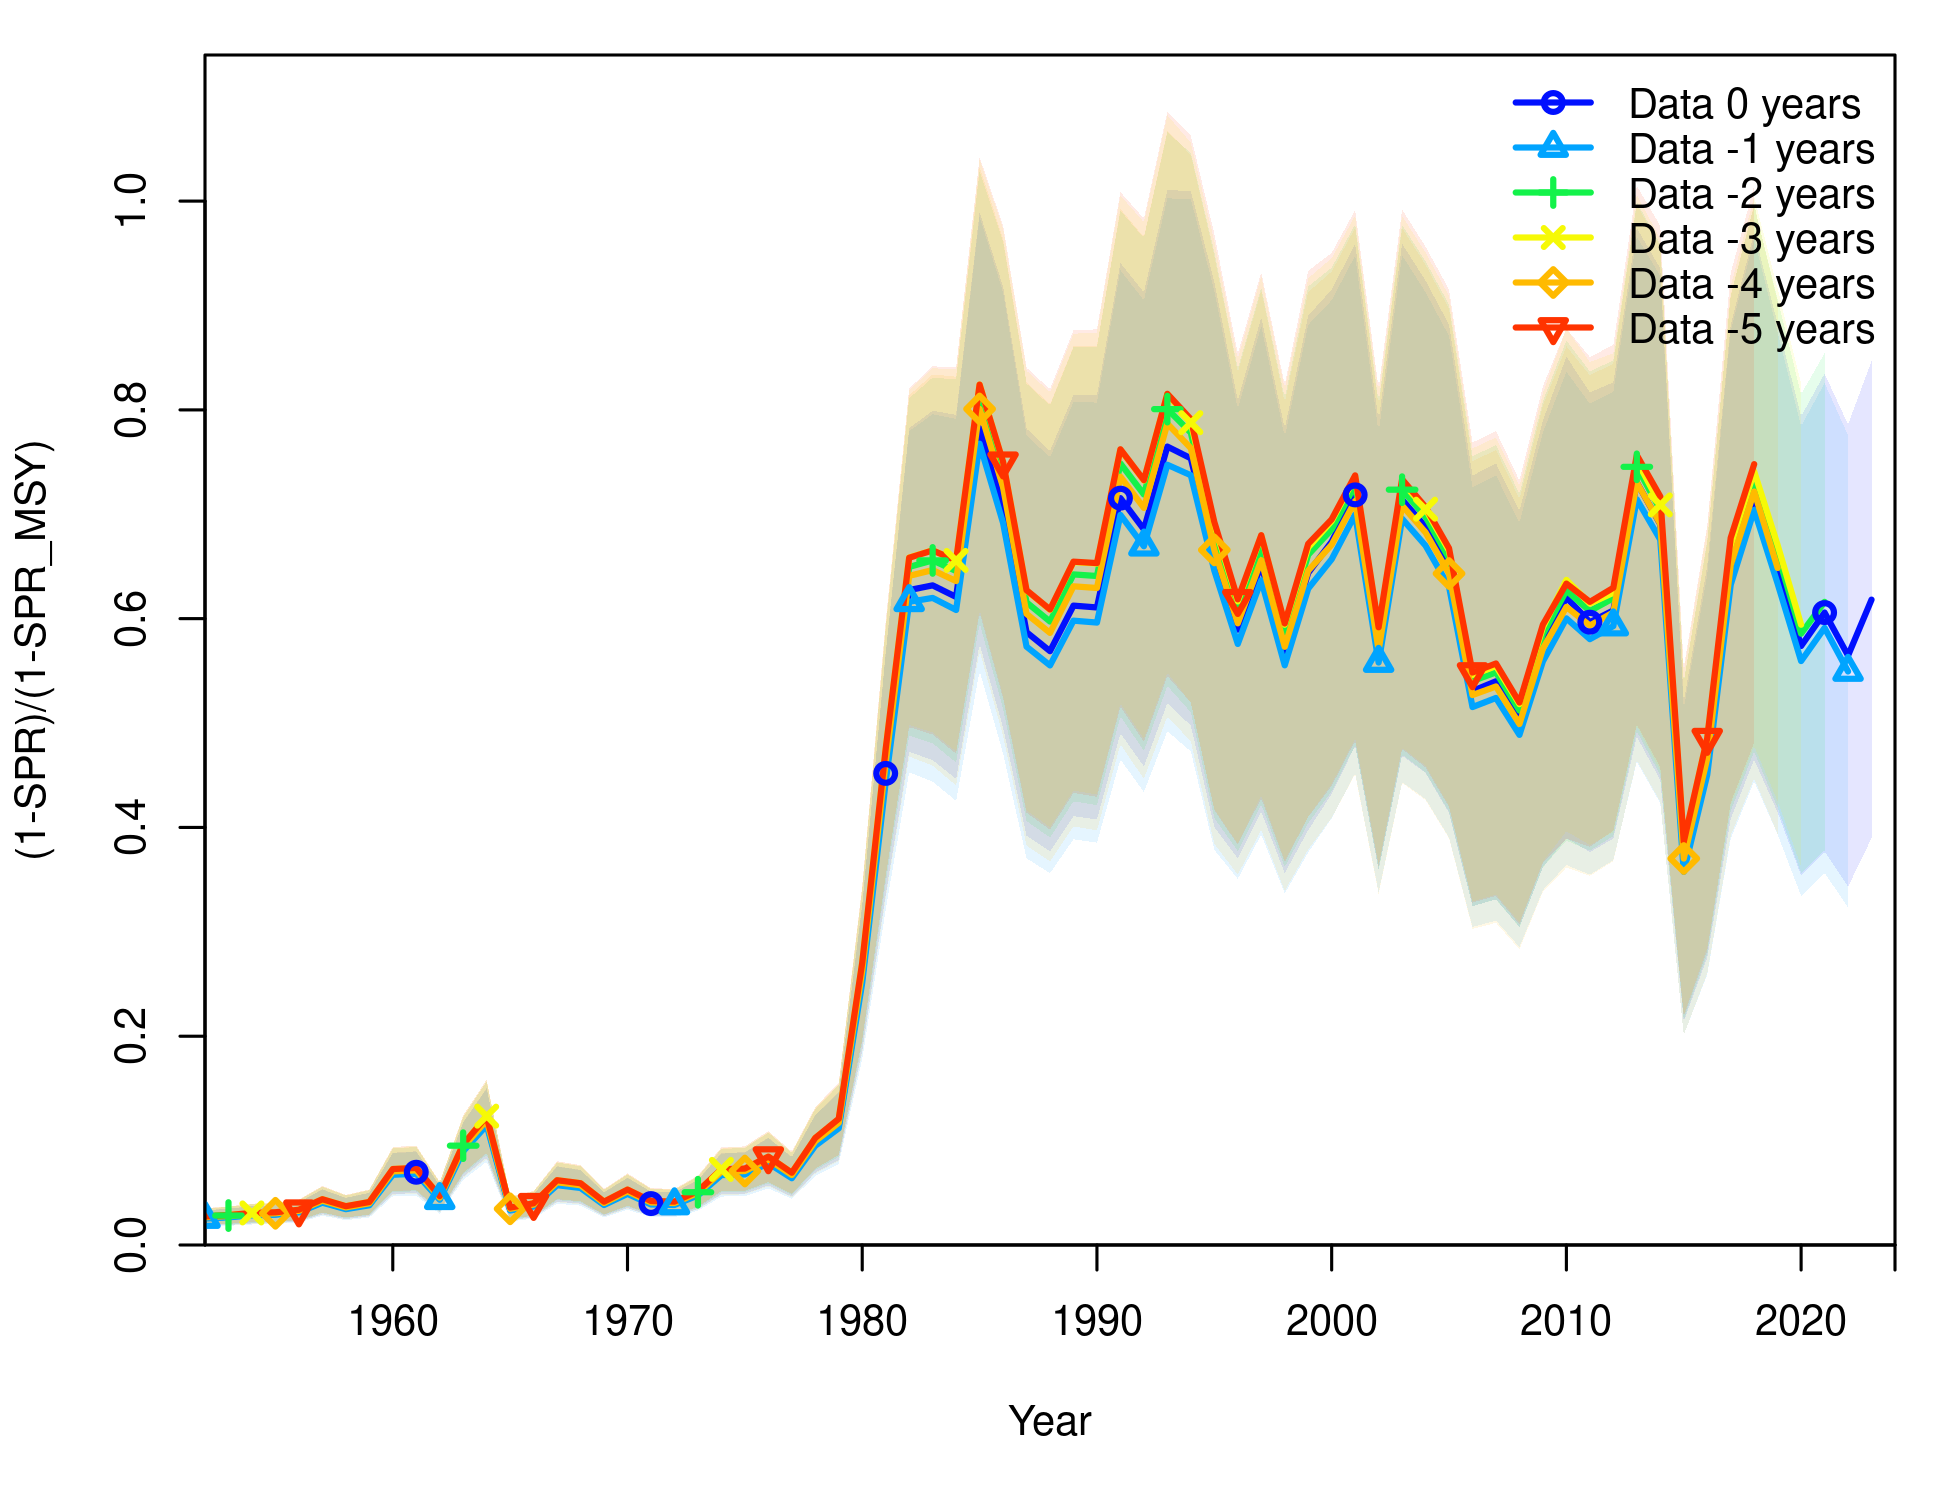 Data 0 years
Data -1 years
Data -2 years
Data -3 years
Data -4 years
Data -5 years
(1-SPR)/(1-SPR_MSY)
1.0
0.8
0.6
0.4
0.2
0.0
1960 1970 1980 1990 2000 2010 2020
Year